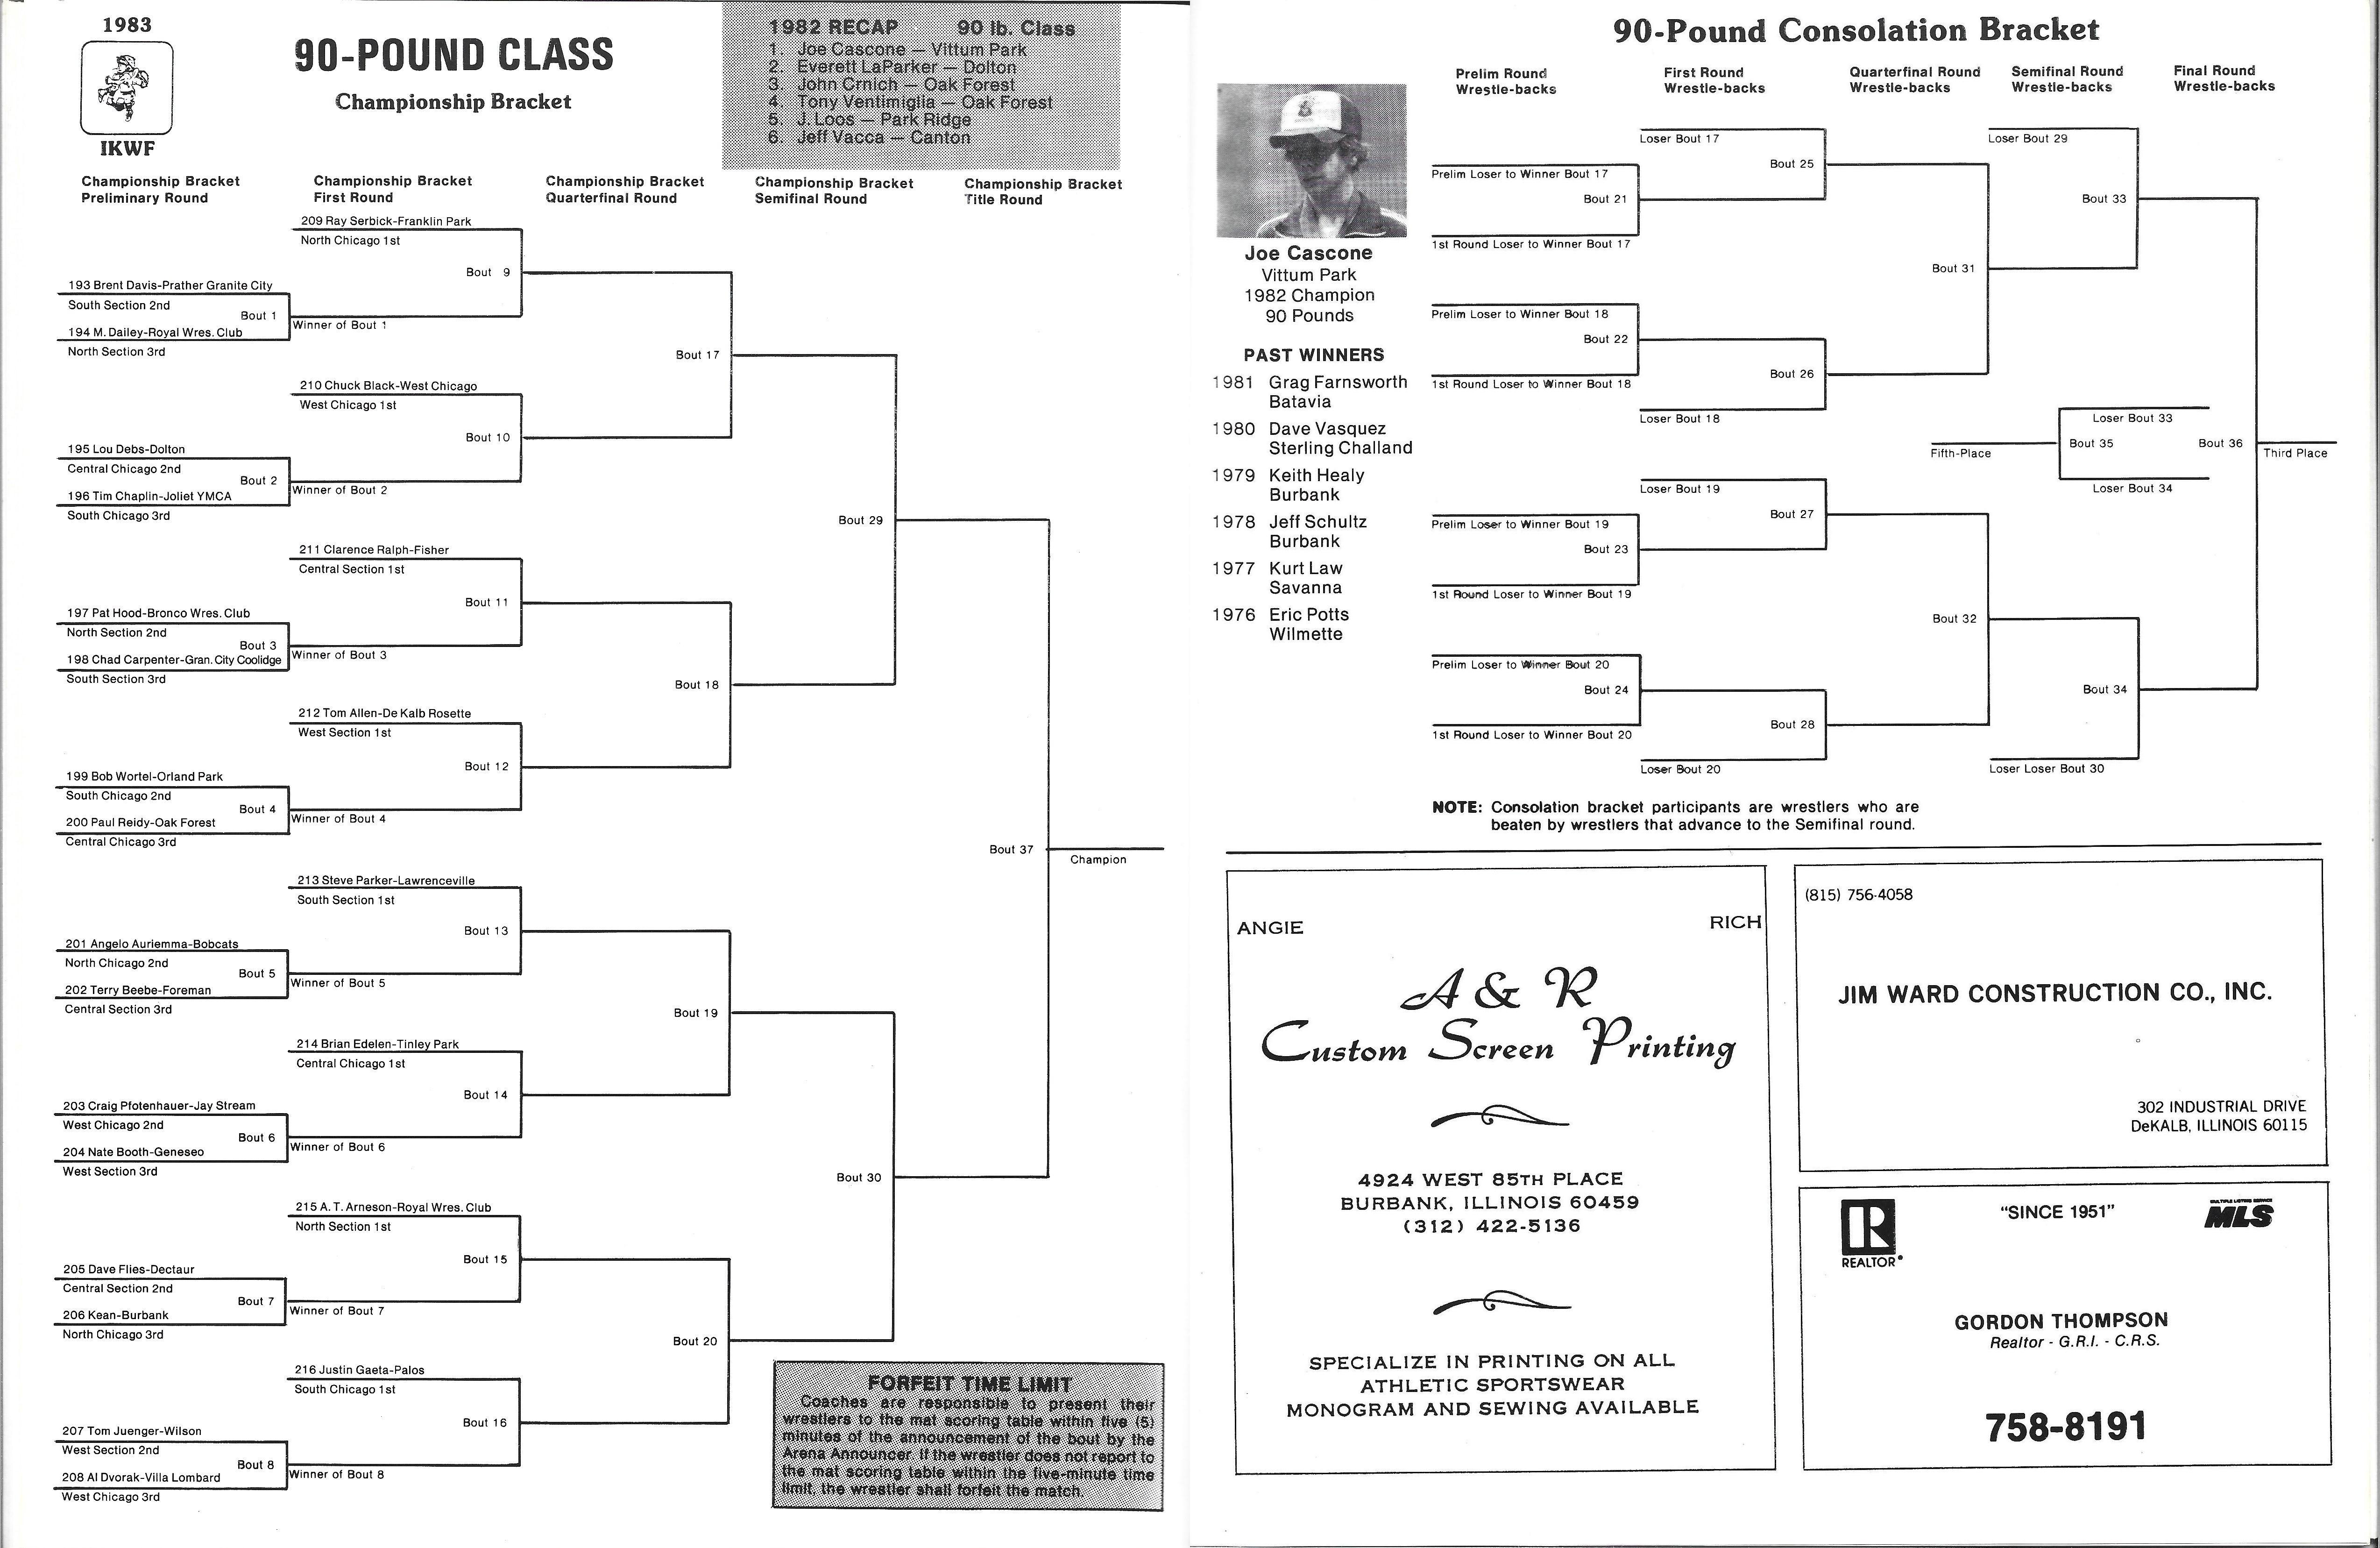 1983
IKWF
90-POUND CLASS
Championship Bracket
1982 RECAP 90 lb. Class
1. Joe Cascone — Vittum Park
2. Everett LaParker — Dolton
3. John Crnich — Oak Forest
4. Tony Ventimiglia — Oak Forest
5. J. Loos — Park Ridge
6. Jeff Vacca — Canton
Championship Bracket
Preliminary Round
Championship Bracket
First Round
Championship Bracket
Quarterfinal Round
Championship Bracket
Semifinal Round
Championship Bracket
Title Round
209 Ray Serbick-Franklin Park
North Chicago 1st
Bout 9
193 Brent Davis-Prather Granite City
South Section 2nd
Bout 1
Winner of Bout 1
194 M. Dailey-Royal Wres. Club
North Section 3rd
Bout 17
210 Chuck Black-West Chicago
West Chicago 1st
Bout 10
195 Lou Debs-Dolton
Central Chicago 2nd
Bout 2
Winner of Bout 2
196 Tim Chaplin-Joliet YMCA
South Chicago 3rd
Bout 29
211 Clarence Ralph-Fisher
Central Section 1st
Bout 11
197 Pat Hood-Bronco Wres. Club
North Section 2nd
Bout 3
Winner of Bout 3
198 Chad Carpenter-Gran. City Coolidge
South Section 3rd
Bout 18
212 Tom Allen-De Kalb Rosette
West Section 1st
Bout 12
199 Bob Wortel-Orland Park
South Chicago 2nd
Bout 4
Winner of Bout 4
200 Paul Reidy-Oak Forest
Central Chicago 3rd
Bout 37
Champion
213 Steve Parker-Lawrenceville
South Section 1st
Bout 13
201 Angelo Auriemma-Bobcats
North Chicago 2nd
Bout 5
Winner of Bout 5
202 Terry Beebe-Foreman
Central Section 3rd
Bout 19
214 Brian Edelen-Tinley Park
Central Chicago 1st
Bout 14
203 Craig Pfotenhauer-Jay Stream
West Chicago 2nd
Bout 6
Winner of Bout 6
204 Nate Booth-Geneseo
West Section 3rd
Bout 30
215 A. T. Arneson-Royal Wres. Club
North Section 1st
Bout 15
205 Dave Flies-Dectaur
Central Section 2nd
Bout 7
Winner of Bout 7
206 Kean-Burbank
North Chicago 3rd
Bout 20
216 Justin Gaeta-Palos
South Chicago 1st
Bout 16
207 Tom Juenger-Wilson
West Section 2nd
Bout 8
Winner of Bout 8
208 Al Dvorak-Villa Lombard
West Chicago 3rd
FORFEIT TIME LIMIT
Coaches are responsible to present their
wrestlers to the mat scoring table within five (5)
minutes of the announcement of the bout by the
Arena Announcer. If the wrestler does not report to
the mat scoring table within the five-minute time
limit, the wrestler shall forfeit the match.
90-Pound Consolation Bracket
Prelim Round
Wrestle-backs
First Round
Wrestle-backs
Quarterfinal Round
Wrestle-backs
Semifinal Round
Wrestle-backs
Final Round
Wrestle-backs
Joe Cascone
Vittum Park
1982 Champion
90 Pounds
PAST WINNERS
1981 Grag Farnsworth
Batavia
1980 Dave Vasquez
Sterling Challand
1979 Keith Healy
Burbank
1978 Jeff Schultz
Burbank
1977 Kurt Law
Savanna
1976 Eric Potts
Wilmette
Loser Bout 17
Loser Bout 29
Bout 25
Prelim Loser to Winner Bout 17
Bout 21
Bout 33
1st Round Loser to Winner Bout 17
Bout 31
Prelim Loser to Winner Bout 18
Bout 22
Bout 26
1st Round Loser to Winner Bout 18
Loser Bout 18
Loser Bout 33
Fifth-Place
Bout 35
Bout 36
Third Place
Loser Bout 19
Loser Bout 34
Bout 27
Prelim Loser to Winner Bout 19
Bout 23
1st Round Loser to Winner Bout 19
Bout 32
Prelim Loser to Winner Bout 20
Bout 24
Bout 34
Bout 28
1st Round Loser to Winner Bout 20
Loser Bout 20
Loser Loser Bout 30
NOTE: Consolation bracket participants are wrestlers who are
beaten by wrestlers that advance to the Semifinal round.
ANGIE RICH
A & R
Custom Screen Printing
4924 WEST 85TH PLACE
BURBANK, ILLINOIS 60459
(312) 422-5136
SPECIALIZE IN PRINTING ON ALL
ATHLETIC SPORTSWEAR
MONOGRAM AND SEWING AVAILABLE
(815) 756-4058
JIM WARD CONSTRUCTION CO., INC.
302 INDUSTRIAL DRIVE
DeKALB, ILLINOIS 60115
R
REALTOR®
"SINCE 1951"
MULTIPLE LISTING SERVICE
MLS
GORDON THOMPSON
Realtor - G.R.I. - C.R.S.
758-8191